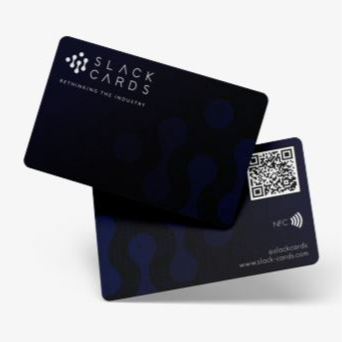 SLACK
CARDS
RETHINKING THE INDUSTRY
NFC
@slackcards
www.slack-cards.com